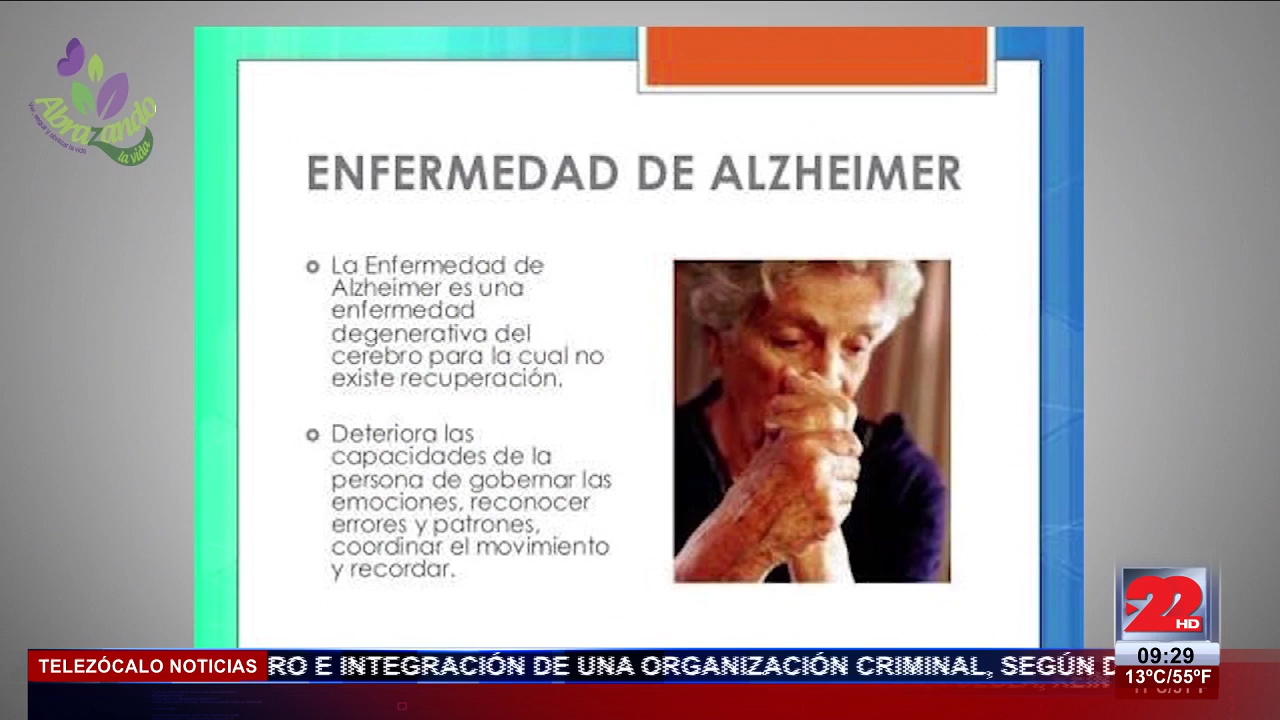 Abrazando
la vida
ENFERMEDAD DE ALZHEIMER
La Enfermedad de
Alzheimer es una
enfermedad
degenerativa del
cerebro para la cual no
existe recuperación.
Deteriora las
capacidades de la
persona de gobernar las
emociones, reconocer
errores y patrones,
coordinar el movimiento
y recordar.
22
HD
09:29
13ºC/55ºF
TELEZÓCALO NOTICIAS
RO E INTEGRACIÓN DE UNA ORGANIZACIÓN CRIMINAL, SEGÚN D